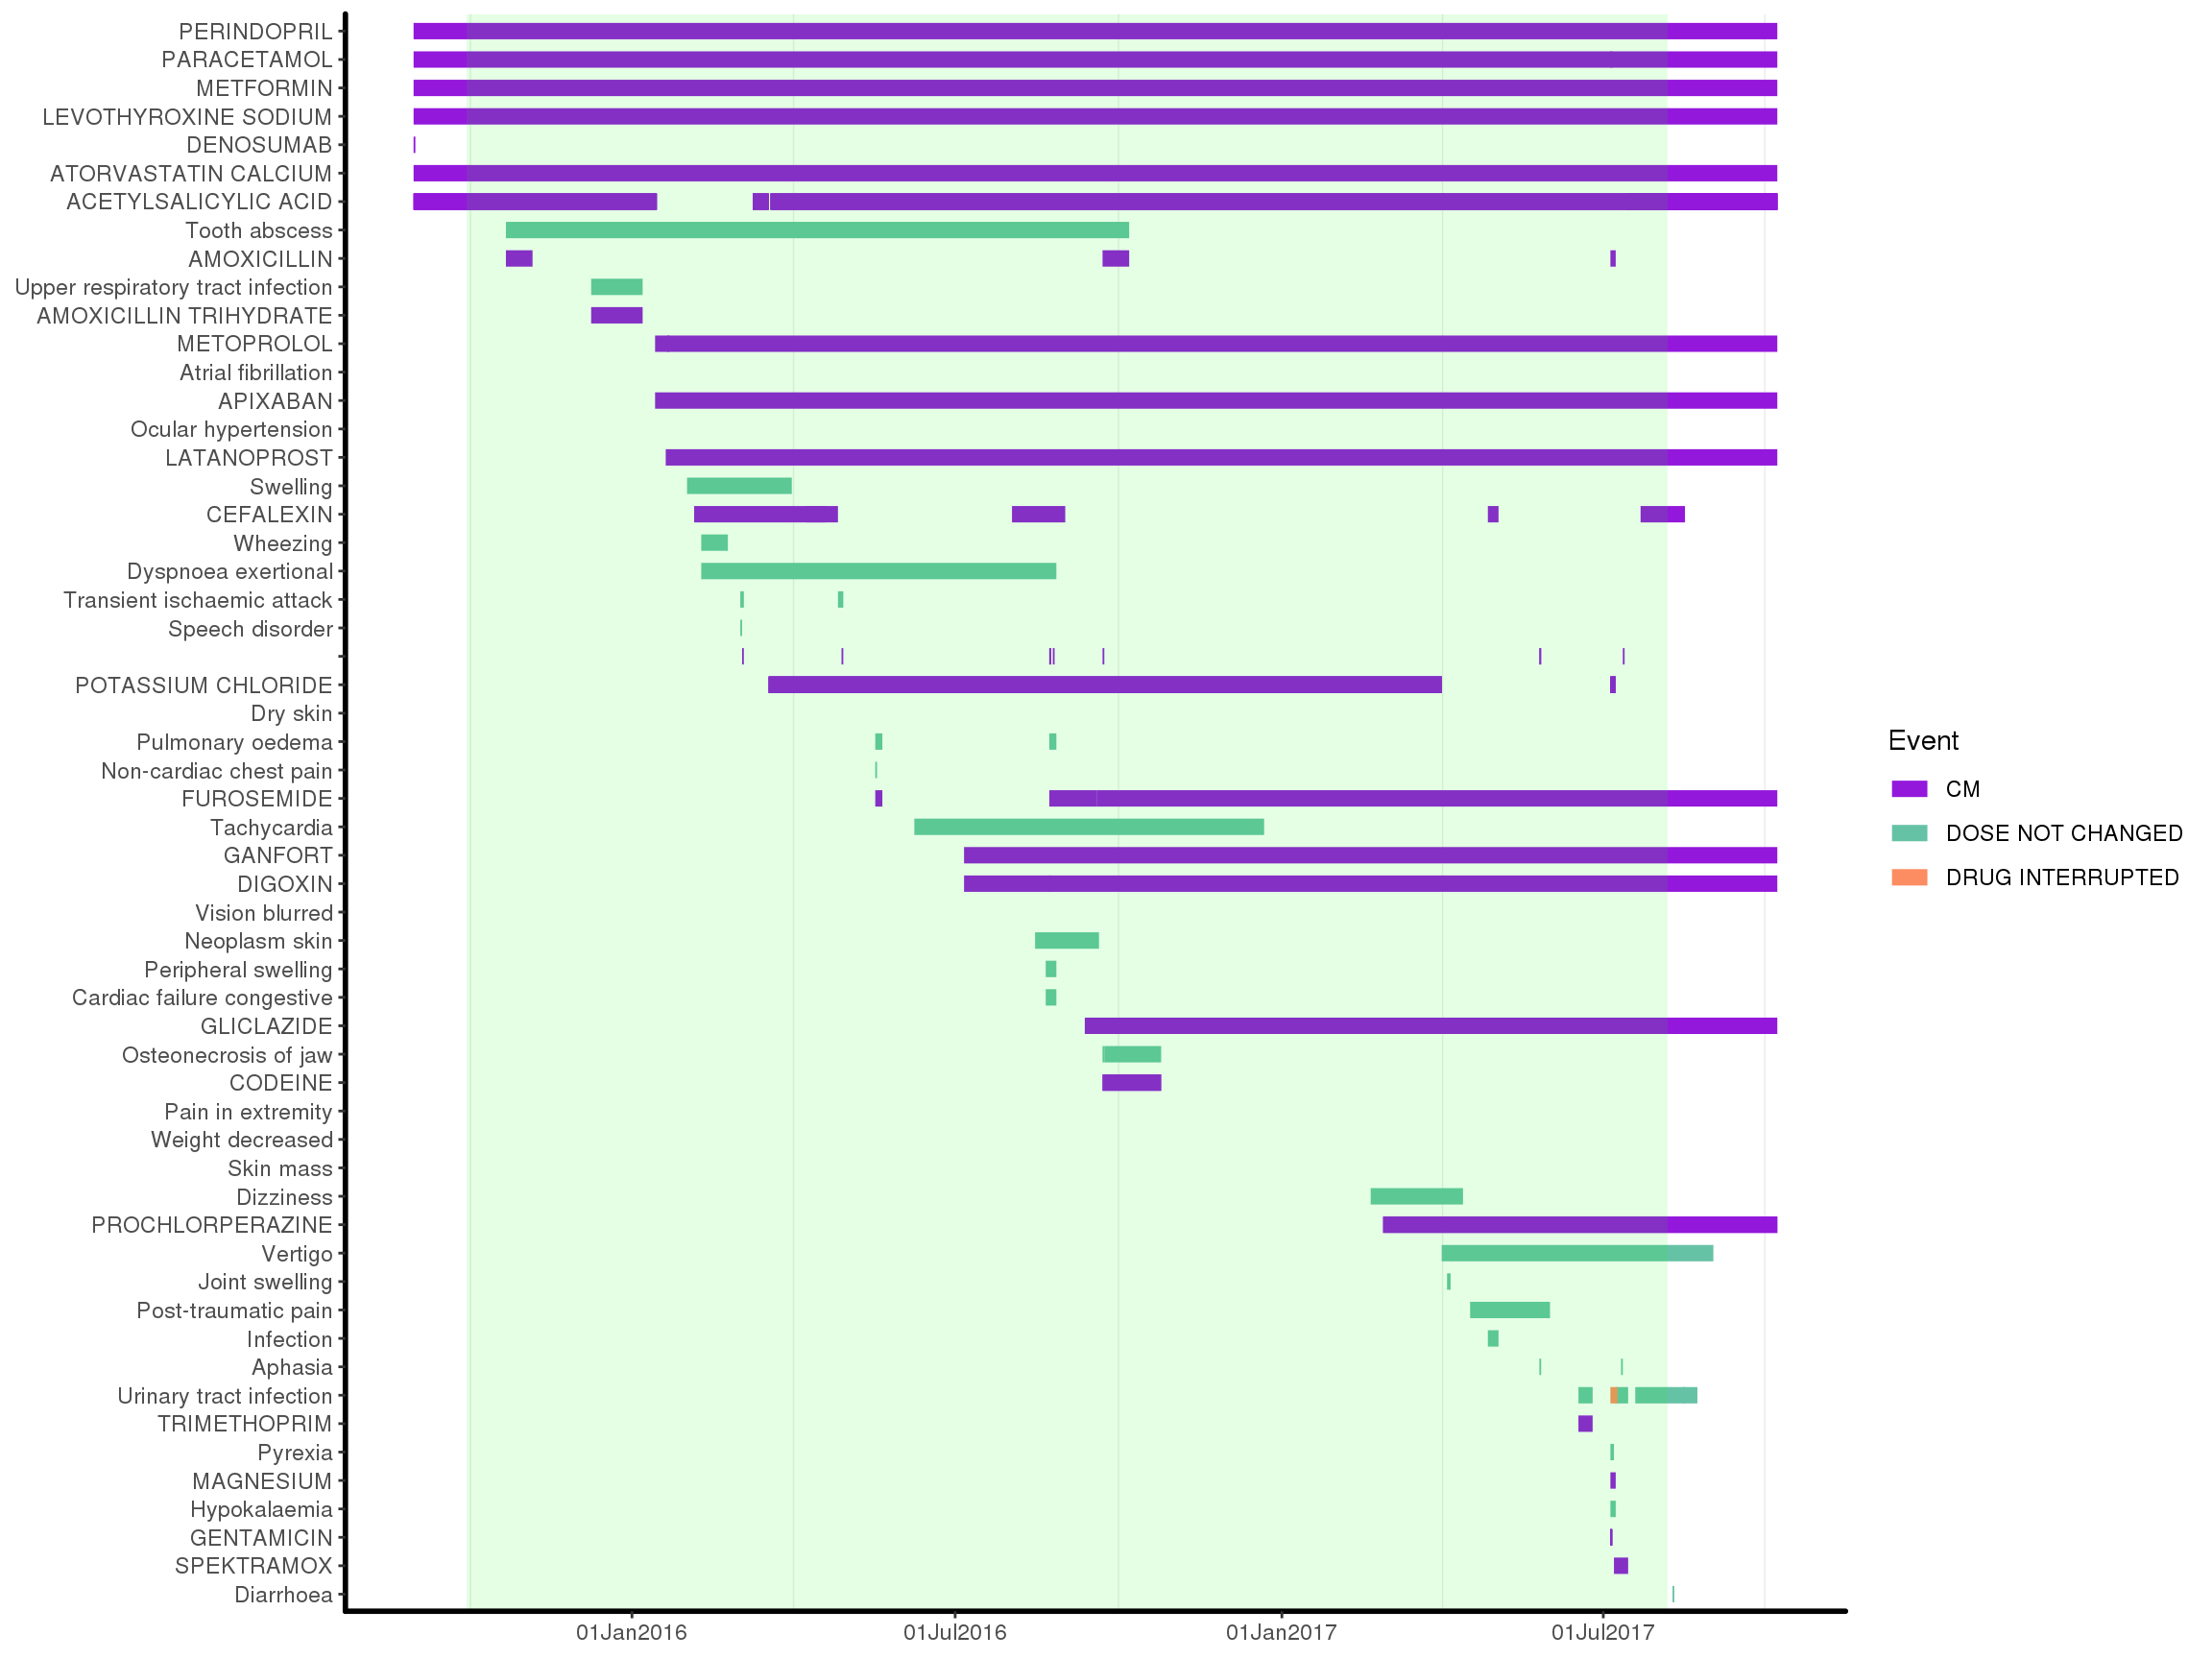 PERINDOPRIL
PARACETAMOL
METFORMIN
LEVOTHYROXINE SODIUM
DENOSUMAB
ATORVASTATIN CALCIUM
ACETYLSALICYLIC ACID
Tooth abscess
AMOXICILLIN
Upper respiratory tract infection
AMOXICILLIN TRIHYDRATE
METOPROLOL
Atrial fibrillation
APIXABAN
Ocular hypertension
LATANOPROST
Swelling
CEFALEXIN
Wheezing
Dyspnoea exertional
Transient ischaemic attack
Speech disorder
POTASSIUM CHLORIDE
Dry skin
Pulmonary oedema
Non-cardiac chest pain
FUROSEMIDE
Tachycardia
GANFORT
DIGOXIN
Vision blurred
Neoplasm skin
Peripheral swelling
Cardiac failure congestive
GLICLAZIDE
Osteonecrosis of jaw
CODEINE
Pain in extremity
Weight decreased
Skin mass
Dizziness
PROCHLORPERAZINE
Vertigo
Joint swelling
Post-traumatic pain
Infection
Aphasia
Urinary tract infection
TRIMETHOPRIM
Pyrexia
MAGNESIUM
Hypokalaemia
GENTAMICIN
SPEKTRAMOX
Diarrhoea
01Jan2016 01Jul2016 01Jan2017 01Jul2017
Event
CM
DOSE NOT CHANGED
DRUG INTERRUPTED